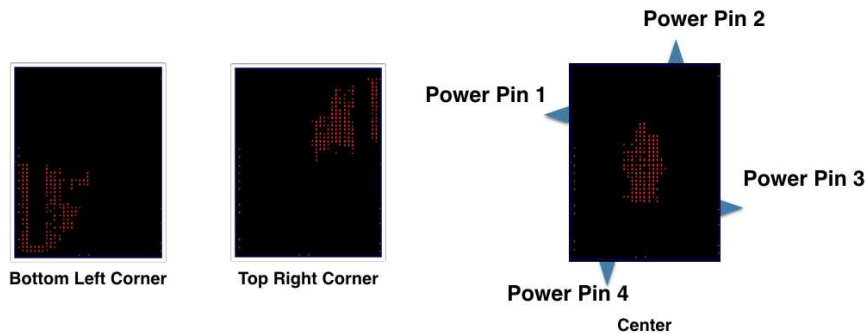 Power Pin 2
Power Pin 1
Power Pin 3
Bottom Left Corner
Top Right Corner
Power Pin 4
Center